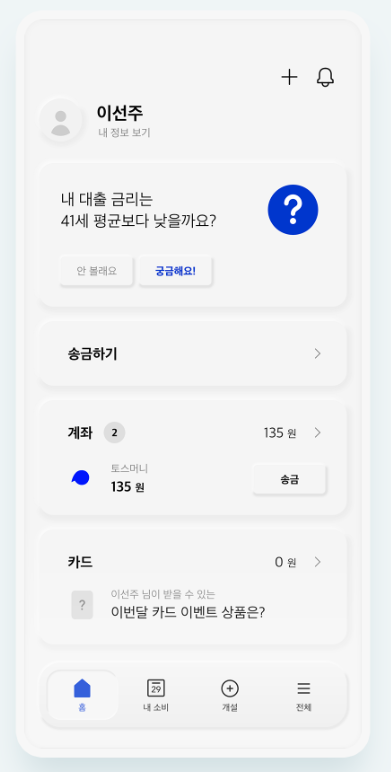 이선주
내 정보 보기
내 대출 금리는
41세 평균보다 낮을까요?
?
안 볼래요
궁금해요!
송금하기
계좌 2
135 원
토스머니
135 원
송금
카드
0 원
?
이선주 님이 받을 수 있는
이번달 카드 이벤트 상품은?
29
홈
내 소비
개설
전체